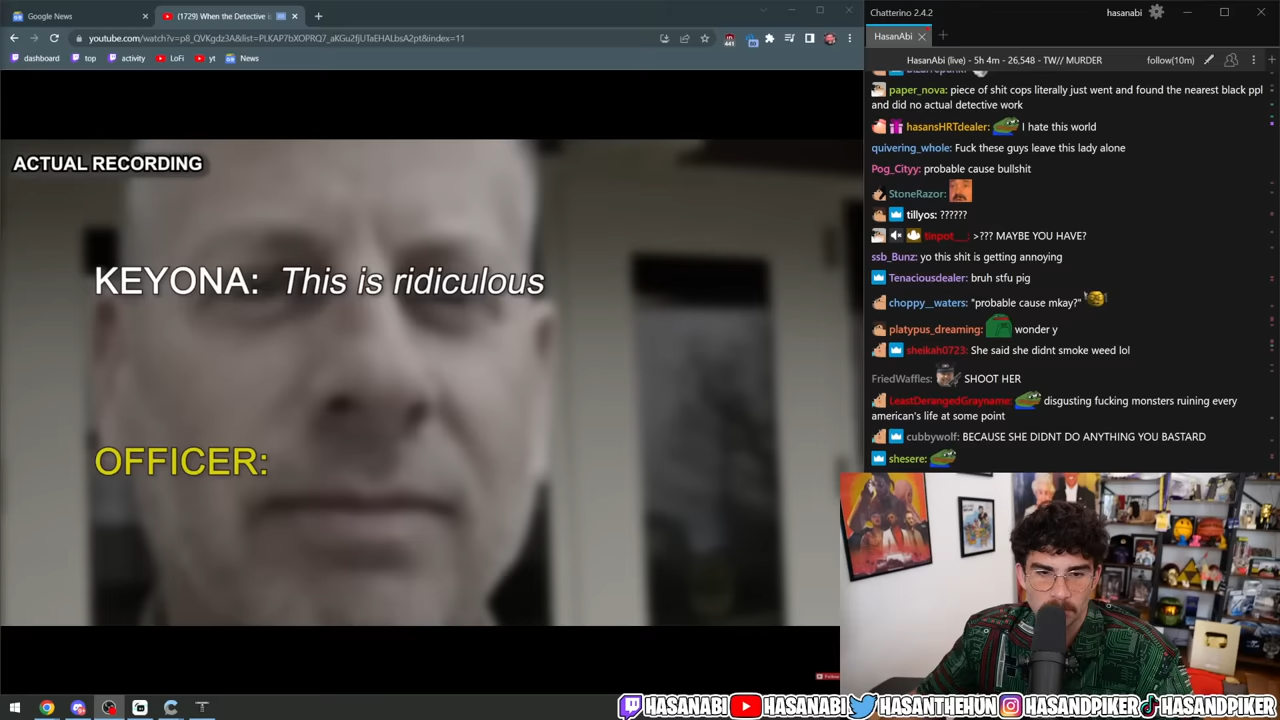 Google News
(1729) When the Detective is
Chatterino 2.4.2
hasanabi
youtube.com/watch?v=p8_QVKgdz3A&list=PLKAP7bXOPRQ7_aKGu2fjUTaEHALbsA2pt&index=11
441
80
HasanAbi
dashboard
top
activity
LoFi
yt
News
HasanAbi (live) - 5h 4m - 26,548 - TW// MURDER
follow(10m)
paper_nova: piece of shit cops literally just went and found the nearest black ppl
and did no actual detective work
hasansHRTdealer: I hate this world
quivering_whole: Fuck these guys leave this lady alone
Pog_Cityy: probable cause bullshit
StoneRazor:
tillyos: ??????
tinpot___: >??? MAYBE YOU HAVE?
ssb_Bunz: yo this shit is getting annoying
Tenaciousdealer: bruh stfu pig
choppy__waters: "probable cause mkay?"
platypus_dreaming: wonder y
sheikah0723: She said she didnt smoke weed lol
FriedWaffles: SHOOT HER
LeastDerangedGrayname: disgusting fucking monsters ruining every
american's life at some point
cubbywolf: BECAUSE SHE DIDNT DO ANYTHING YOU BASTARD
shesere:
ACTUAL RECORDING
KEYONA: This is ridiculous
OFFICER:
Follow
HASANABI HASANABI HASANTHEHUN HASANDPIKER HASANDPIKER